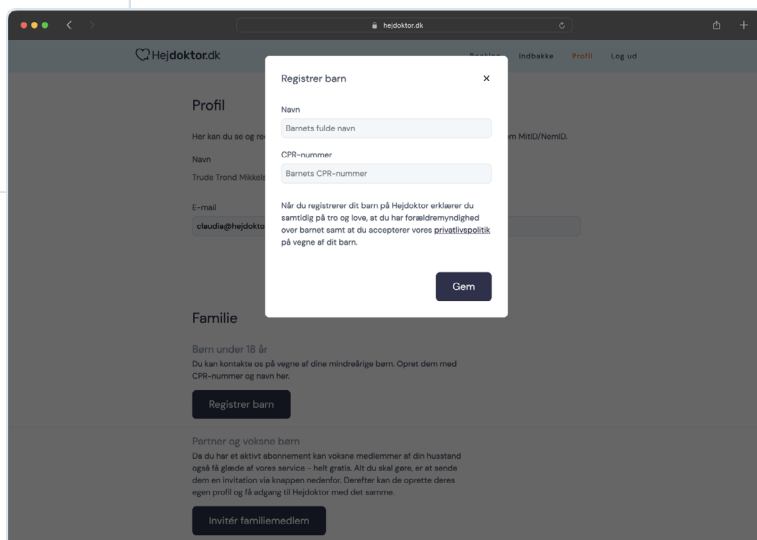 hejdoktor.dk
Hejdoktor.dk
Indbakke Profil Log ud
Registrer barn
Navn
Barnets fulde navn
CPR-nummer
Barnets CPR-nummer
Når du registrerer dit barn på Hejdoktor erklærer du
samtidig på tro og love, at du har forældremyndighed
over barnet samt at du accepterer vores privatlivspolitik
på vegne af dit barn.
Gem
Profil
Her kan du se og
m MitID/NemID.
Navn
Trude Trond
E-mail
Familie
Børn under 18 år
Du kan kontakte os på vegne af dine mindreårige børn. Opret dem med
CPR-nummer og navn her.
Registrer barn
Partner og voksne børn
Da du har et aktivt abonnement kan voksne medlemmer af din husstand
også få glæde af vores service - helt gratis. Alt du skal gøre, er at sende
dem en invitation via knappen nedenfor. Derefter kan de oprette deres
egen profil og få adgang til Hejdoktor med det samme.
Invitér familiemedlem